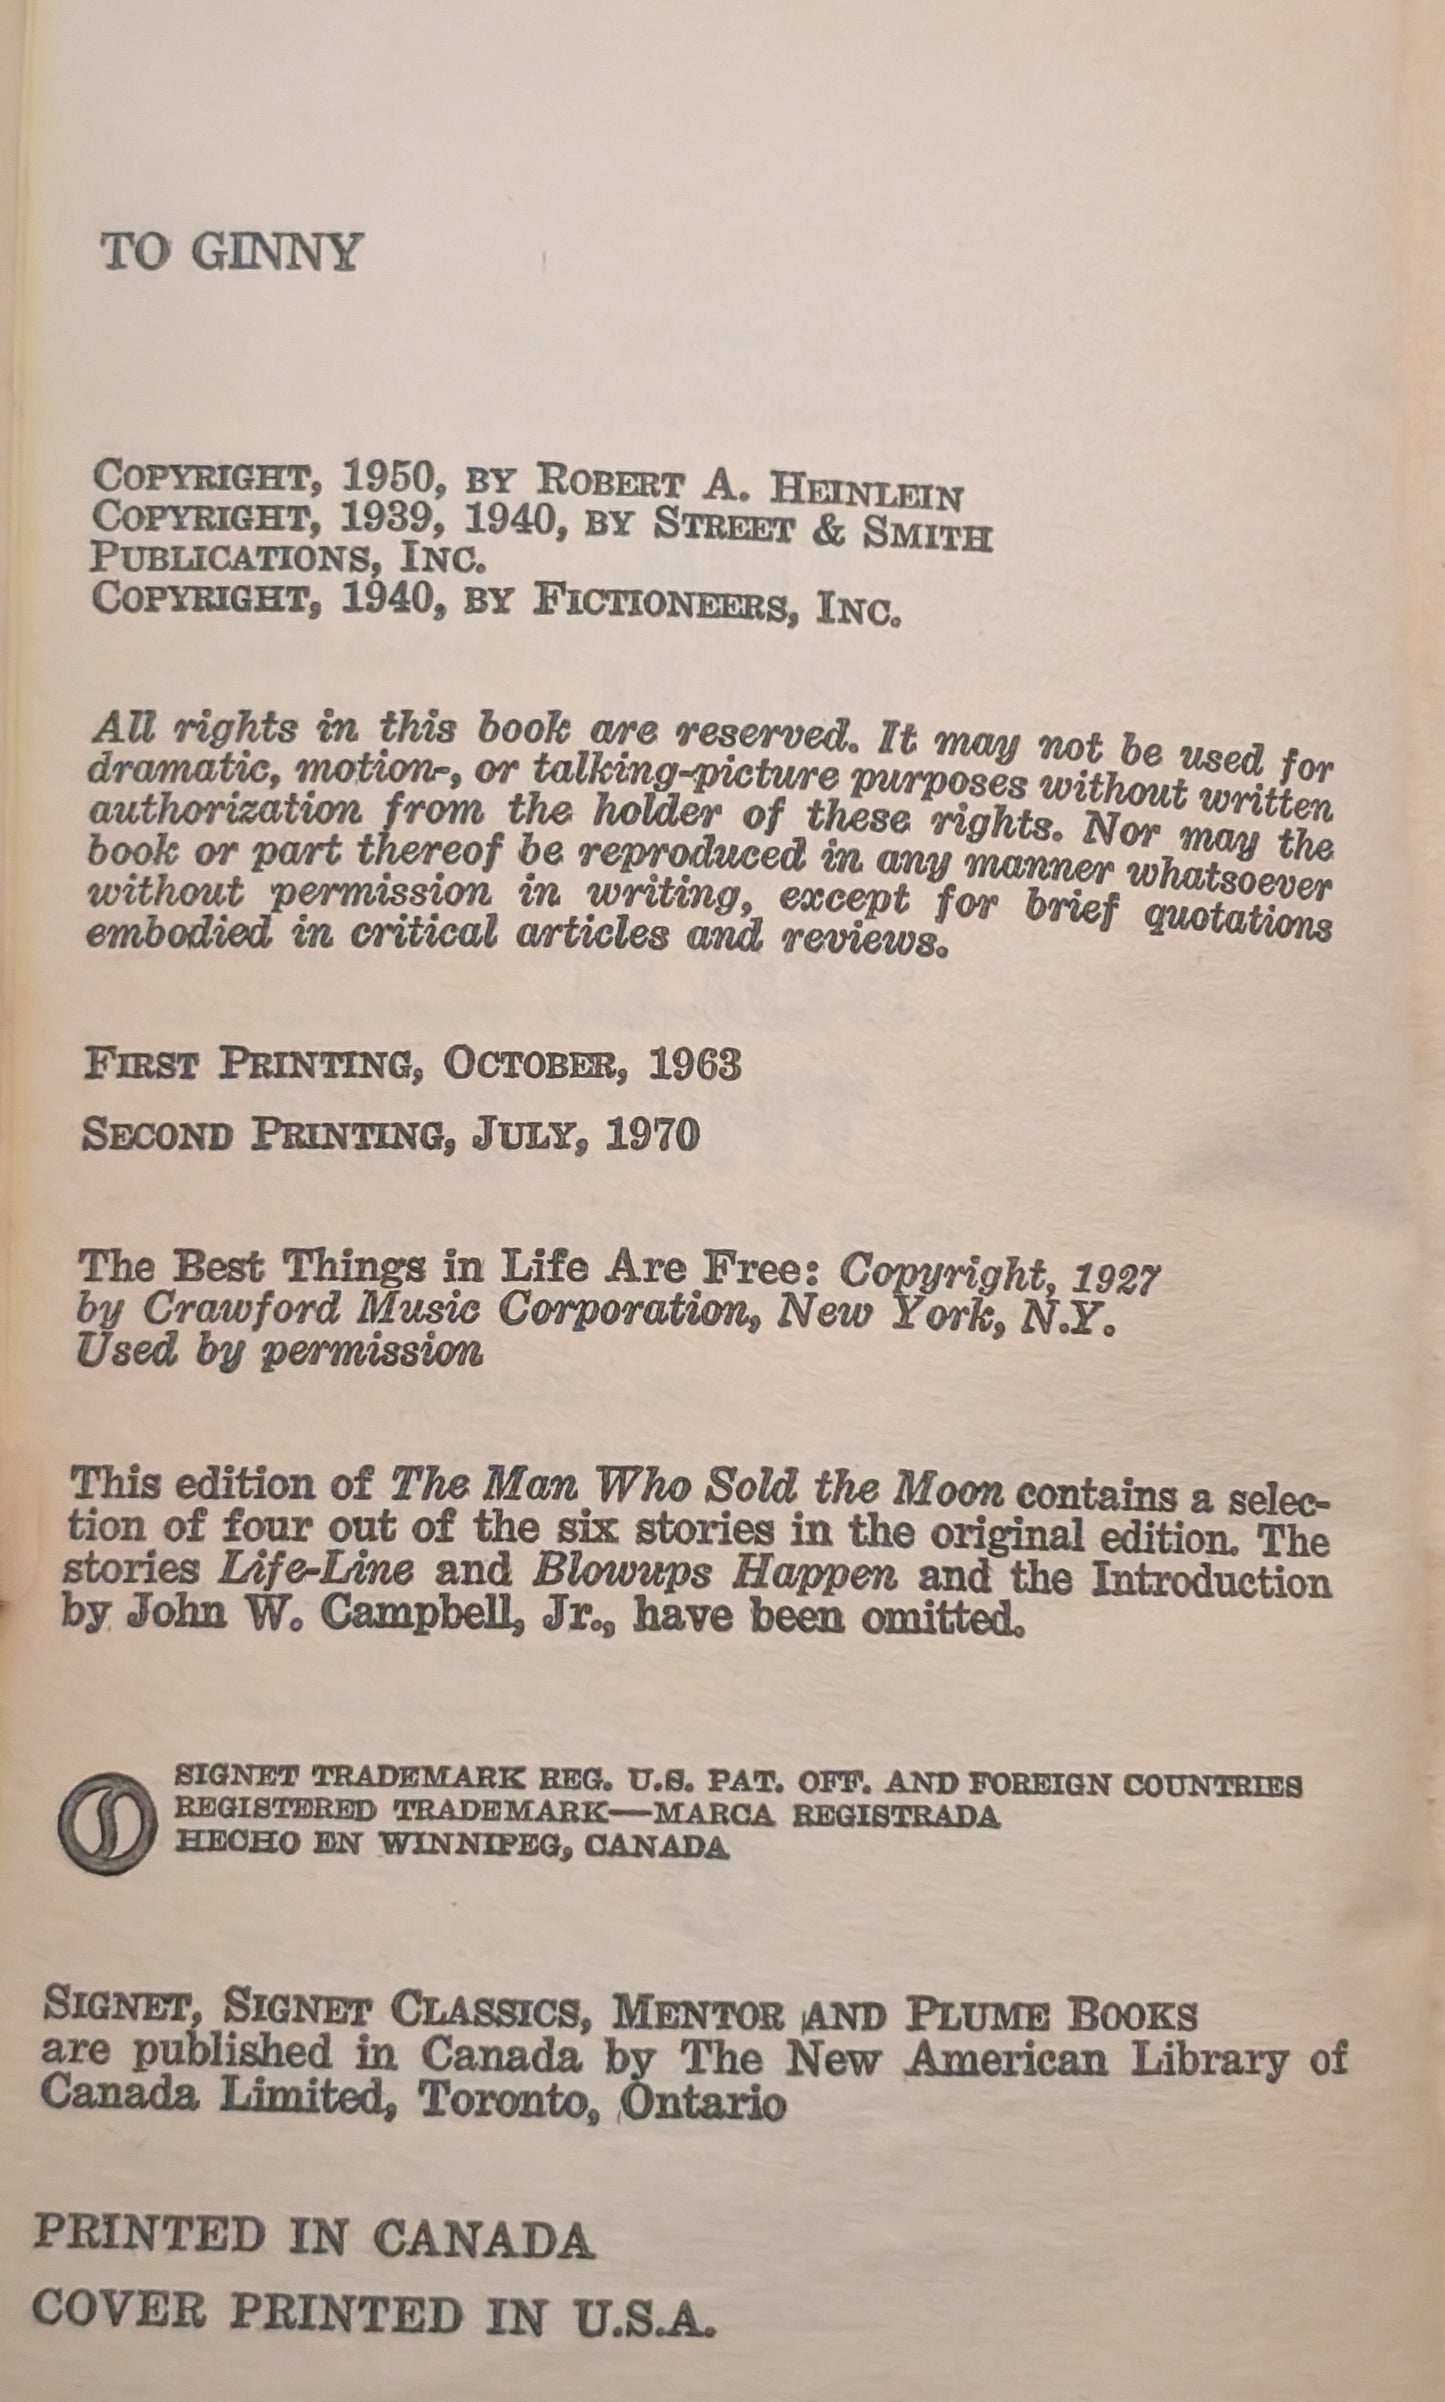 TO GINNY
COPYRIGHT, 1950, BY ROBERT A. HEINLEIN
COPYRIGHT, 1939, 1940, BY STREET & SMITH
PUBLICATIONS, INC.
COPYRIGHT, 1940, BY FICTIONEERS, INC.
All rights in this book are reserved. It may not be used for
dramatic, motion-, or talking-picture purposes without written
authorization from the holder of these rights. Nor may the
book or part thereof be reproduced in any manner whatsoever
without permission in writing, except for brief quotations
embodied in critical articles and reviews.
FIRST PRINTING, OCTOBER, 1963
SECOND PRINTING, JULY, 1970
The Best Things in Life Are Free: Copyright, 1927
by Crawford Music Corporation, New York, N.Y.
Used by permission
This edition of The Man Who Sold the Moon contains a selec-
tion of four out of the six stories in the original edition. The
stories Life-Line and Blowups Happen and the Introduction
by John W. Campbell, Jr., have been omitted.
SIGNET TRADEMARK REG. U.S. PAT. OFF. AND FOREIGN COUNTRIES
REGISTERED TRADEMARK—MARCA REGISTRADA
HECHO EN WINNIPEG, CANADA
SIGNET, SIGNET CLASSICS, MENTOR AND PLUME BOOKS
are published in Canada by The New American Library of
Canada Limited, Toronto, Ontario
PRINTED IN CANADA
COVER PRINTED IN U.S.A.